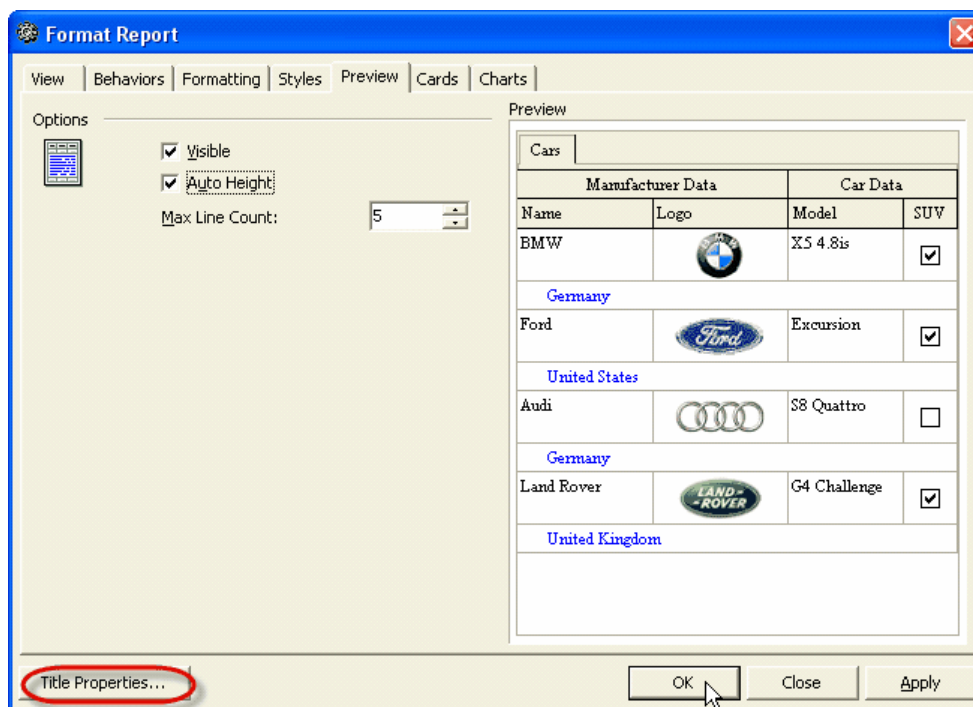 Format Report
View Behaviors Formatting Styles Preview Cards Charts
Options
Visible
Auto Height
Max Line Count: 5
Preview
Cars
Manufacturer Data Car Data
Name Logo Model SUV
BMW BMW X5 4.8is
Germany
Ford Ford Excursion
United States
Audi S8 Quattro
Germany
Land Rover LAND-
-ROVER G4 Challenge
United Kingdom
Title Properties... OK Close Apply